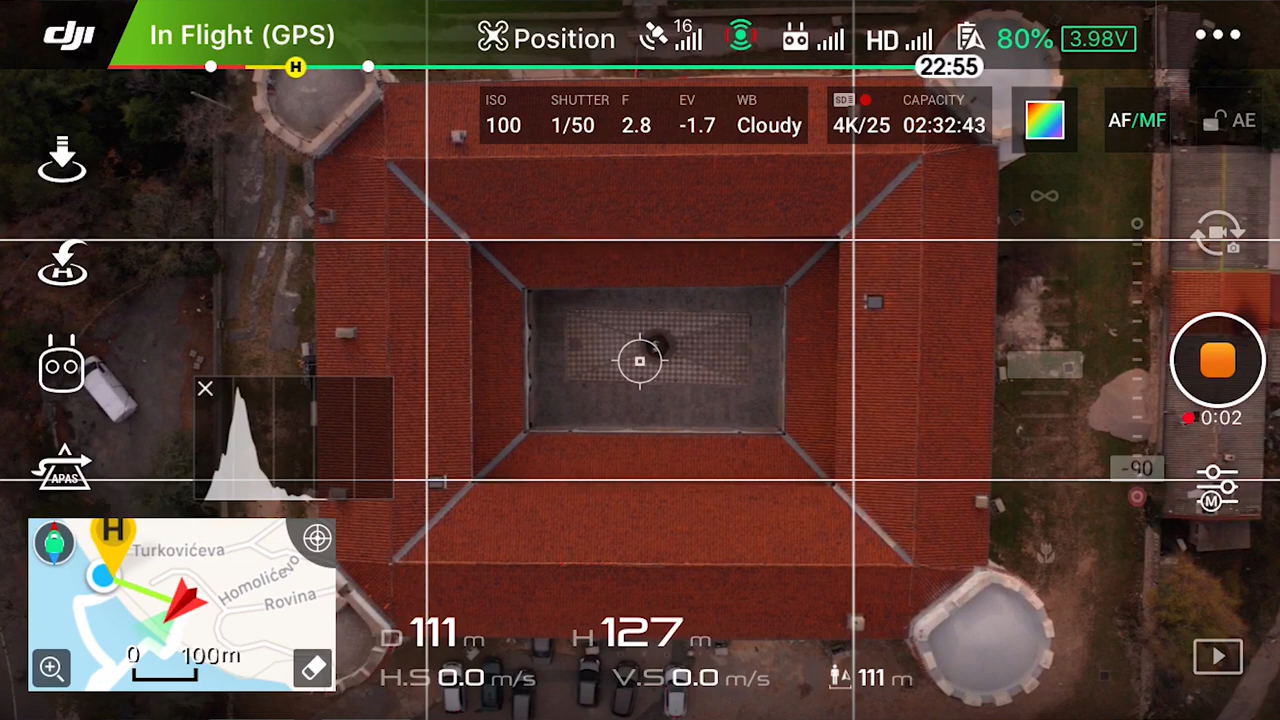 dji In Flight (GPS) Position 16 HD 80% 3.98V
H 22:55
ISO SHUTTER F EV WB SD CAPACITY
100 1/50 2.8 -1.7 Cloudy 4K/25 02:32:43 AF/MF AE
H
0:02
-90
APAS M
H
Turkovićeva
Homolićevo
Rovina
0 100m
D 111 m H 127 m
H.S 0.0 m/s V.S 0.0 m/s 111 m